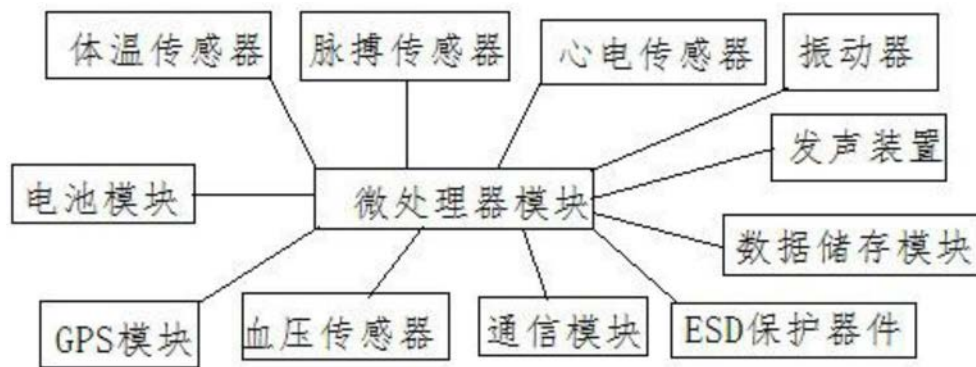 体温传感器
脉搏传感器
心电传感器
振动器
发声装置
电池模块
微处理器模块
数据储存模块
GPS模块
血压传感器
通信模块
ESD保护器件